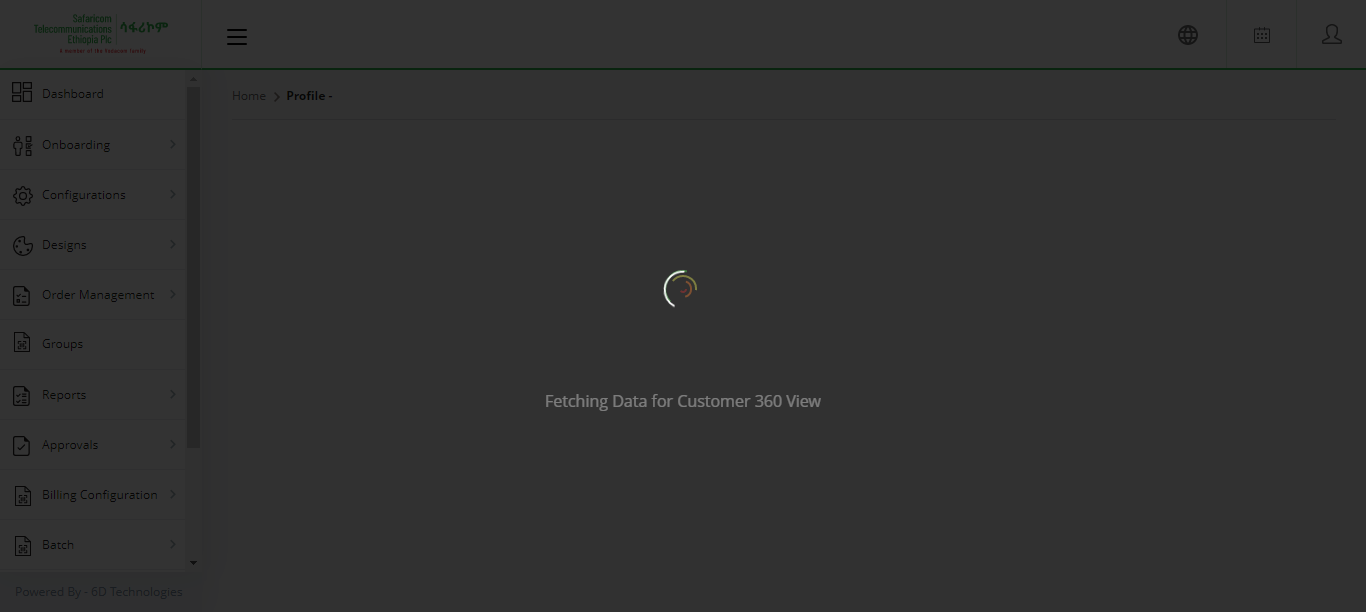 Safaricom
Telecommunications
Ethiopia Plc
ሳፋሪኮም
A member of the Vodacom family
Home
Profile -
Dashboard
Onboarding
Configurations
Designs
Order Management
Groups
Reports
Approvals
Billing Configuration
Batch
Fetching Data for Customer 360 View
Powered By - 6D Technologies